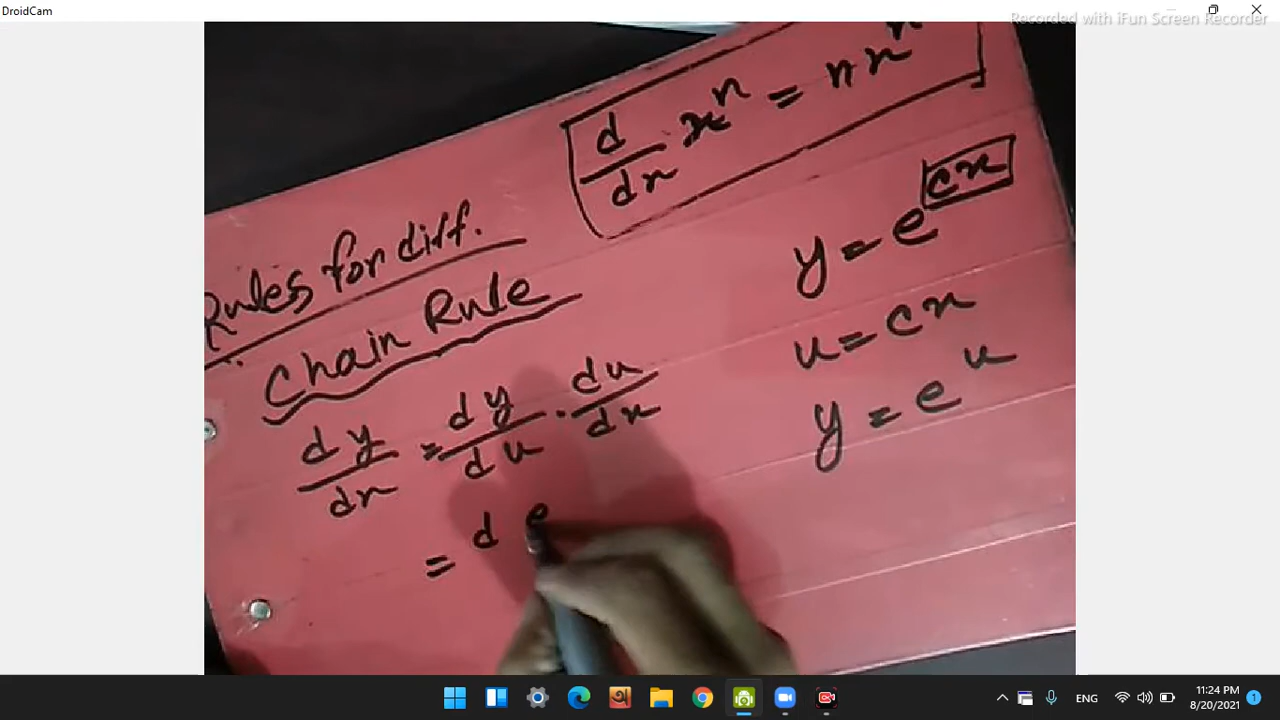 DroidCam
Recorded with iFun Screen Recorder
d/dx x^n = n x^n
Rules for diff.
Chain Rule
dy/dx = dy/du . du/dx
= d e
y = e^cx
u = cx
y = e^u
ENG
11:24 PM
8/20/2021
1